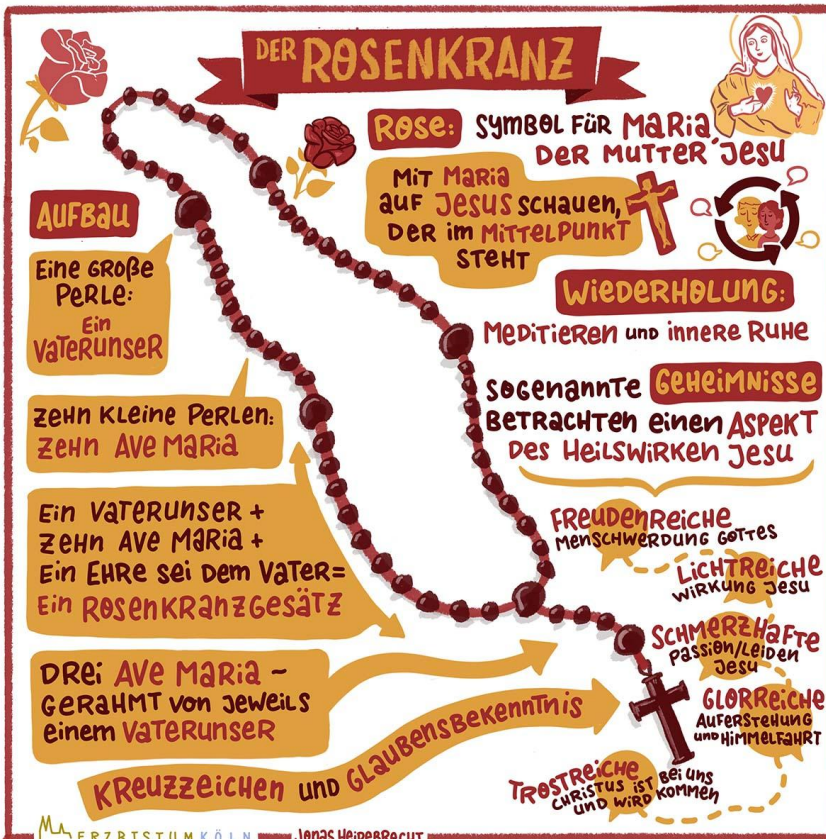 DER ROSENKRANZ
ROSE: SYMBOL FÜR MARIA,
DER MUTTER JESU
MIT MARIA
AUF JESUS SCHAUEN,
DER IM MITTELPUNKT
STEHT
WIEDERHOLUNG:
MEDITIEREN UND INNERE RUHE
SOGENANNTE GEHEIMNISSE
BETRACHTEN EINEN ASPEKT
DES HEILSWIRKEN JESU
FREUDENREICHE
MENSCHWERDUNG GOTTES
LICHTREICHE
WIRKUNG JESU
SCHMERZHAFTE
PASSION/LEIDEN
JESU
GLORREICHE
AUFERSTEHUNG
UND HIMMELFAHRT
TROSTREICHE
CHRISTUS IST BEI UNS
UND WIRD KOMMEN
AUFBAU
EINE GROßE
PERLE:
EIN
VATERUNSER
ZEHN KLEINE PERLEN:
ZEHN AVE MARIA
EIN VATERUNSER +
ZEHN AVE MARIA +
EIN EHRE SEI DEM VATER=
EIN ROSENKRANZGESÄTZ
DREI AVE MARIA –
GERAHMT VON JEWEILS
EINEM VATERUNSER
KREUZZEICHEN UND GLAUBENSBEKENNTNIS
ERZBISTUM KÖLN
JONAS HEIDEBRECHT